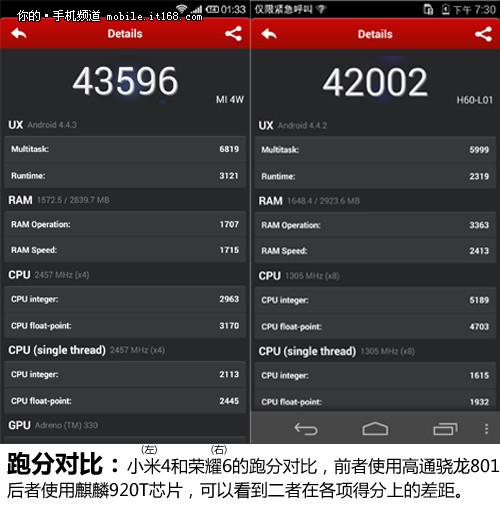 你的·手机频道 mobile.it168.com 01:33
Details
43596
MI 4W
UX Android 4.4.3
Multitask: 6819
Runtime: 3121
RAM 1572.5 / 2839.7 MB
RAM Operation: 1707
RAM Speed: 1715
CPU 2457 MHz (x4)
CPU integer: 2963
CPU float-point: 3170
CPU (single thread) 2457 MHz (x4)
CPU integer: 2113
CPU float-point: 2445
GPU Adreno (TM) 330
仅限紧急呼叫 下午 7:30
Details
42002
H60-L01
UX Android 4.4.2
Multitask: 5999
Runtime: 2319
RAM 1648.4 / 2923.6 MB
RAM Operation: 3363
RAM Speed: 2413
CPU 1305 MHz (x8)
CPU integer: 5189
CPU float-point: 4703
CPU (single thread) 1305 MHz (x8)
CPU integer: 1615
CPU float-point: 1932
(左) (右)
跑分对比：小米4和荣耀6的跑分对比，前者使用高通骁龙801
后者使用麒麟920T芯片，可以看到二者在各项得分上的差距。